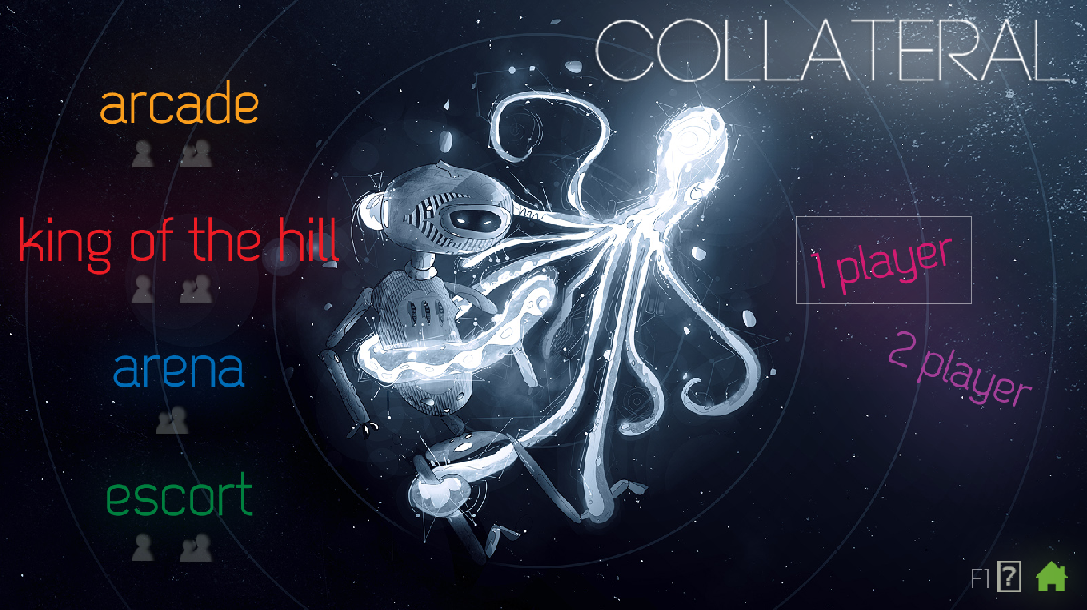 COLLATERAL
arcade
king of the hill
arena
escort
1 player
2 player
F1 ?